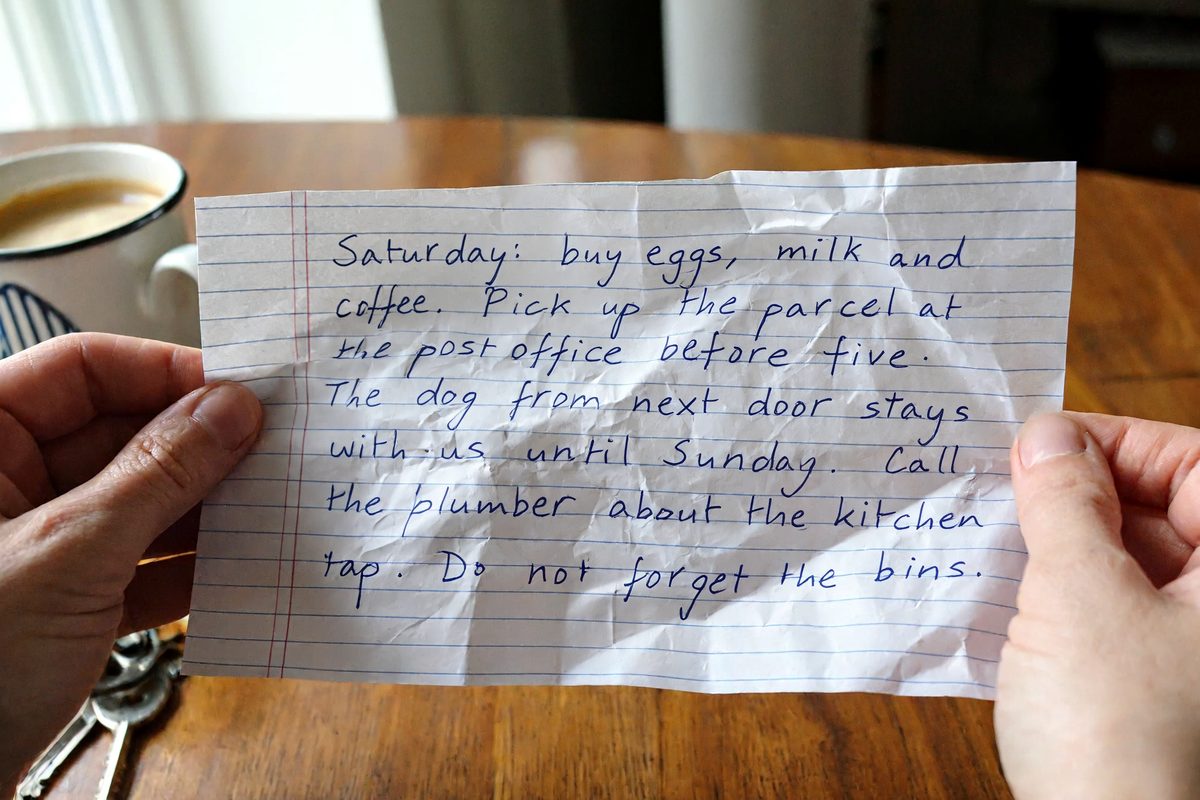 Saturday: buy eggs, milk and
coffee. Pick up the parcel at
the post office before five.
The dog from next door stays
with us until Sunday. Call
the plumber about the kitchen
tap. Do not forget the bins.